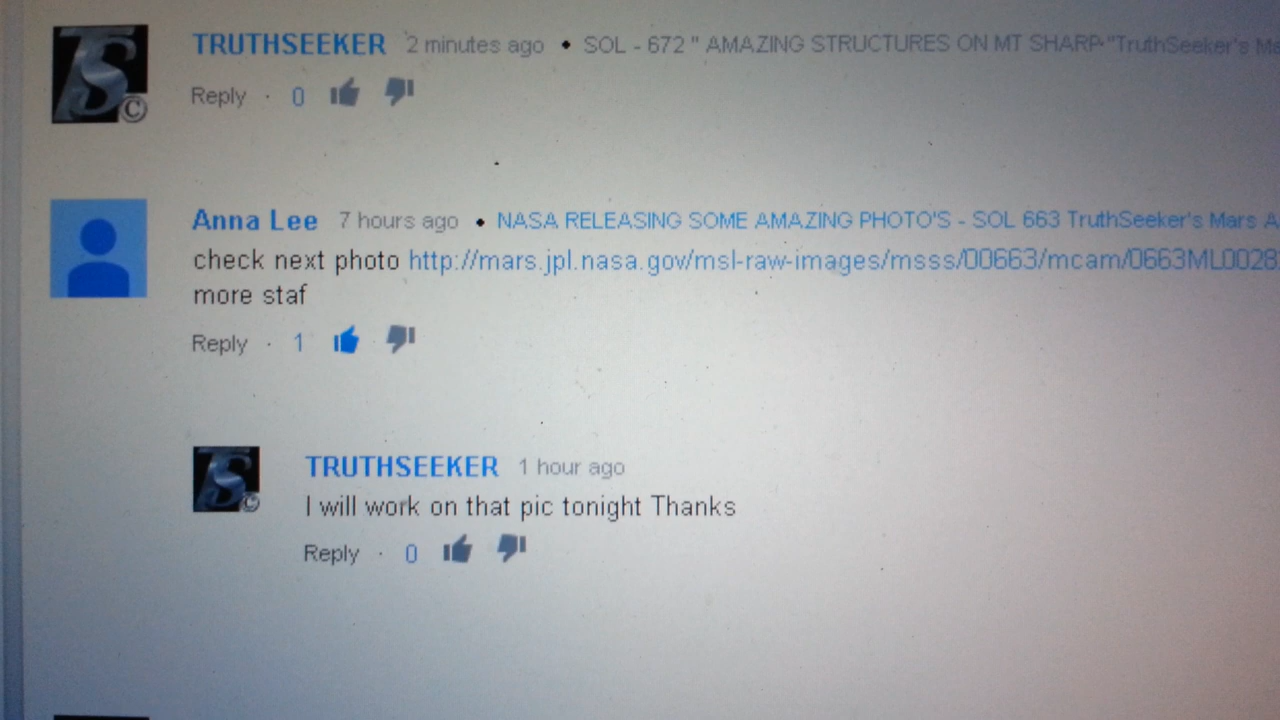 TS ©
TRUTHSEEKER 2 minutes ago • SOL - 672 " AMAZING STRUCTURES ON MT SHARP-"TruthSeeker's
Reply · 0
Anna Lee 7 hours ago • NASA RELEASING SOME AMAZING PHOTO'S - SOL 663 TruthSeeker's Mars
check next photo http://mars.jpl.nasa.gov/msl-raw-images/msss/00663/mcam/0663ML0028
more staf
Reply · 1
TS ©
TRUTHSEEKER 1 hour ago
I will work on that pic tonight Thanks
Reply · 0